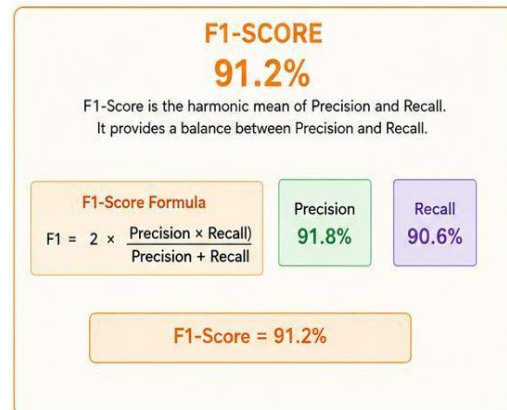 F1-SCORE
91.2%
F1-Score is the harmonic mean of Precision and Recall.
It provides a balance between Precision and Recall.
F1-Score Formula
F1 = 2 × Precision × Recall)
Precision + Recall
Precision
91.8%
Recall
90.6%
F1-Score = 91.2%